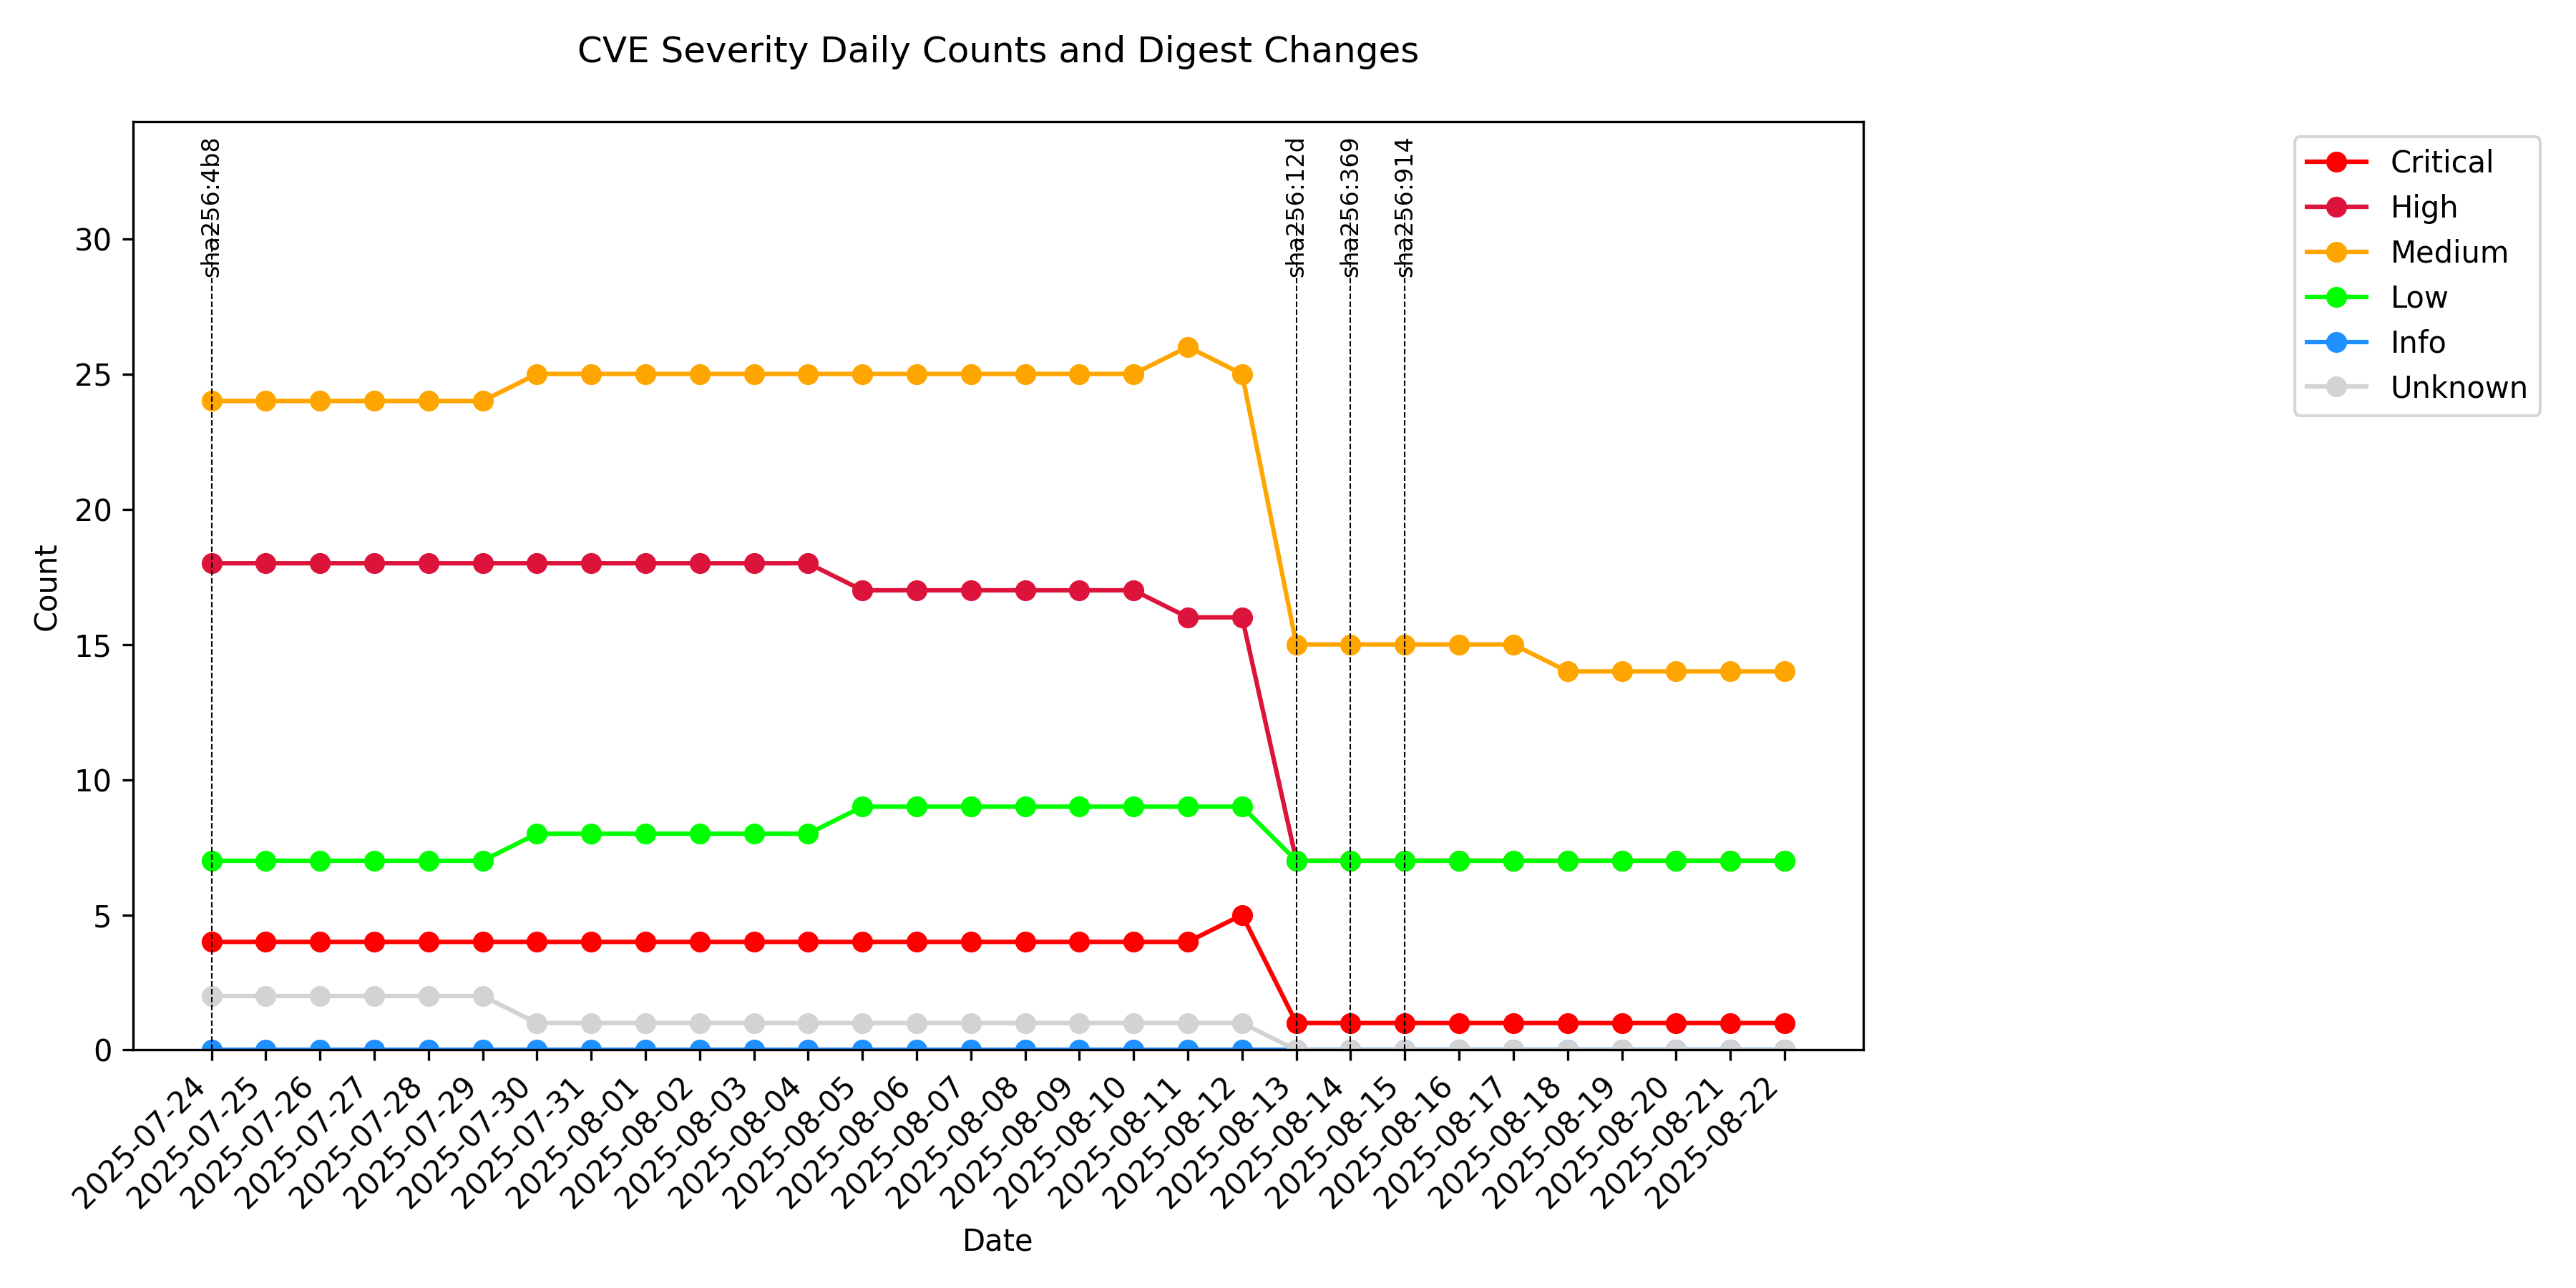 CVE Severity Daily Counts and Digest Changes
sha256:4b8
sha256:12d
sha256:369
sha256:914
Critical
High
Medium
Low
Info
Unknown
Count
30
25
20
15
10
5
0
2025-07-24
2025-07-25
2025-07-26
2025-07-27
2025-07-28
2025-07-29
2025-07-30
2025-07-31
2025-08-01
2025-08-02
2025-08-03
2025-08-04
2025-08-05
2025-08-06
2025-08-07
2025-08-08
2025-08-09
2025-08-10
2025-08-11
2025-08-12
2025-08-13
2025-08-14
2025-08-15
2025-08-16
2025-08-17
2025-08-18
2025-08-19
2025-08-20
2025-08-21
2025-08-22
Date